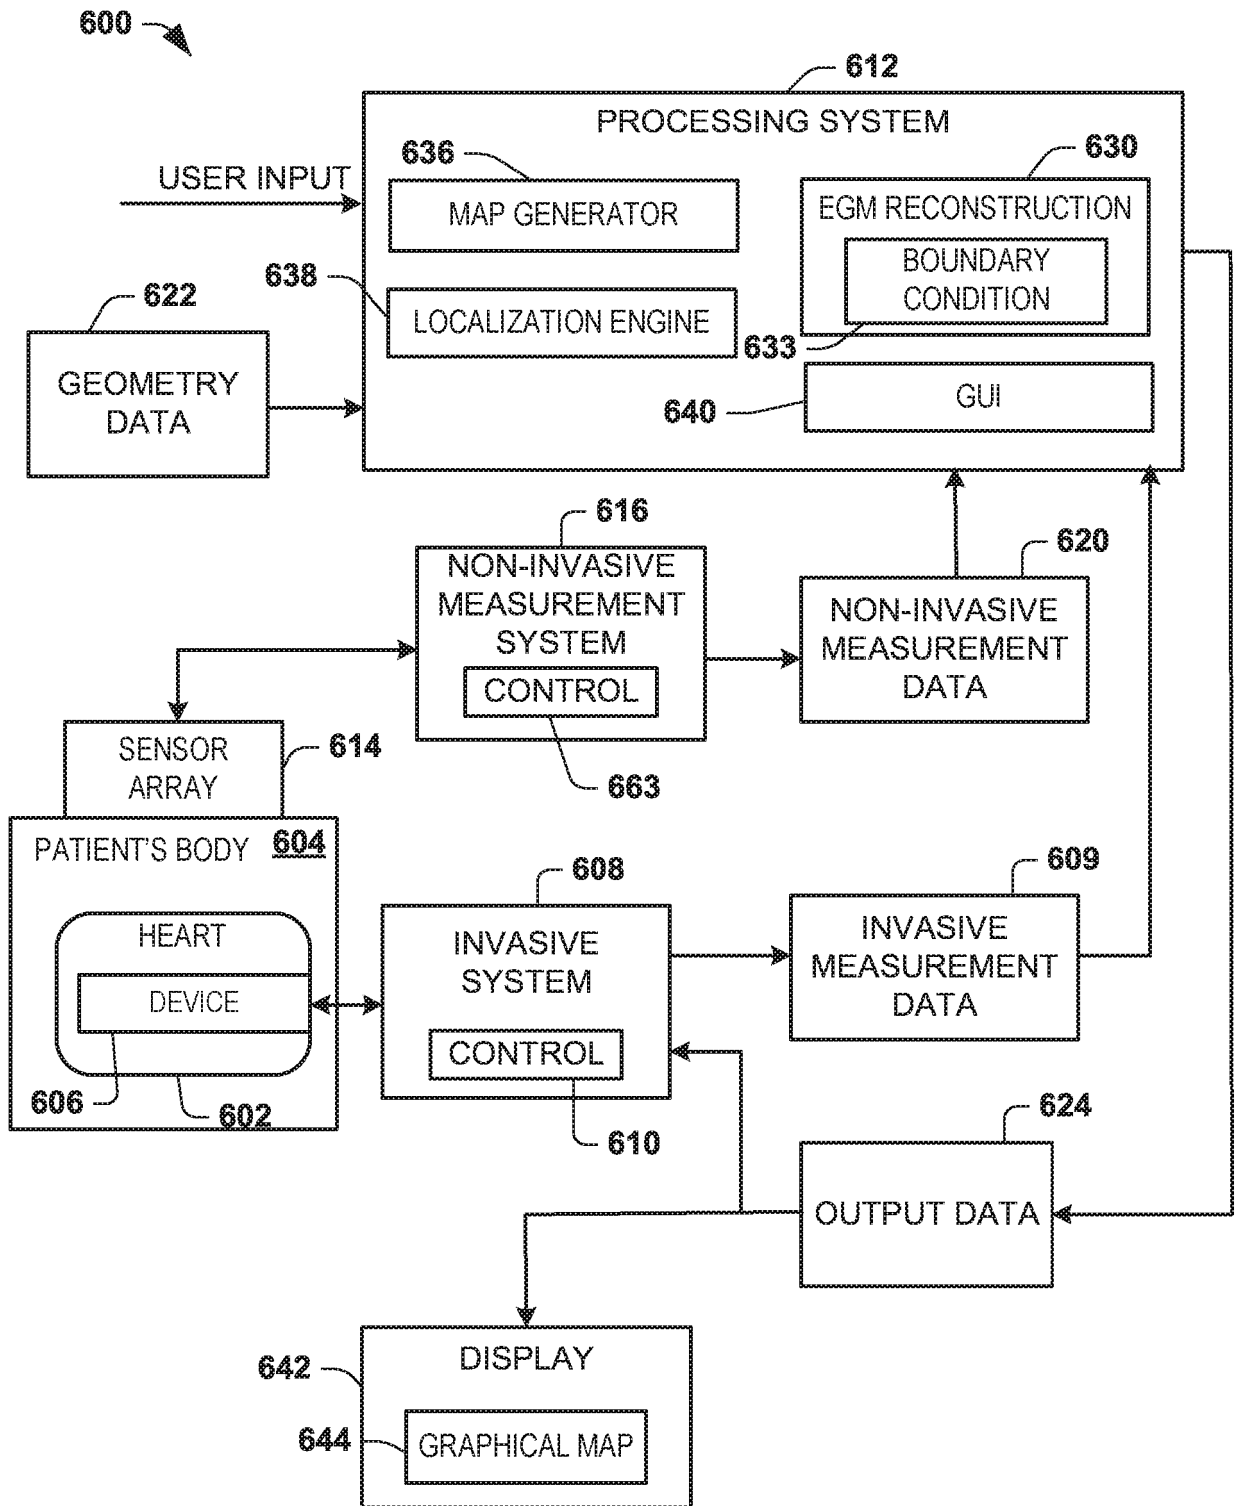 600
612
PROCESSING SYSTEM
USER INPUT
636
MAP GENERATOR
630
EGM RECONSTRUCTION
BOUNDARY
CONDITION
633
638
LOCALIZATION ENGINE
622
GEOMETRY
DATA
640
GUI
616
NON-INVASIVE
MEASUREMENT
SYSTEM
CONTROL
663
620
NON-INVASIVE
MEASUREMENT
DATA
SENSOR
ARRAY
614
PATIENT'S BODY
604
HEART
DEVICE
606
602
608
INVASIVE
SYSTEM
CONTROL
610
609
INVASIVE
MEASUREMENT
DATA
624
OUTPUT DATA
642
DISPLAY
644
GRAPHICAL MAP